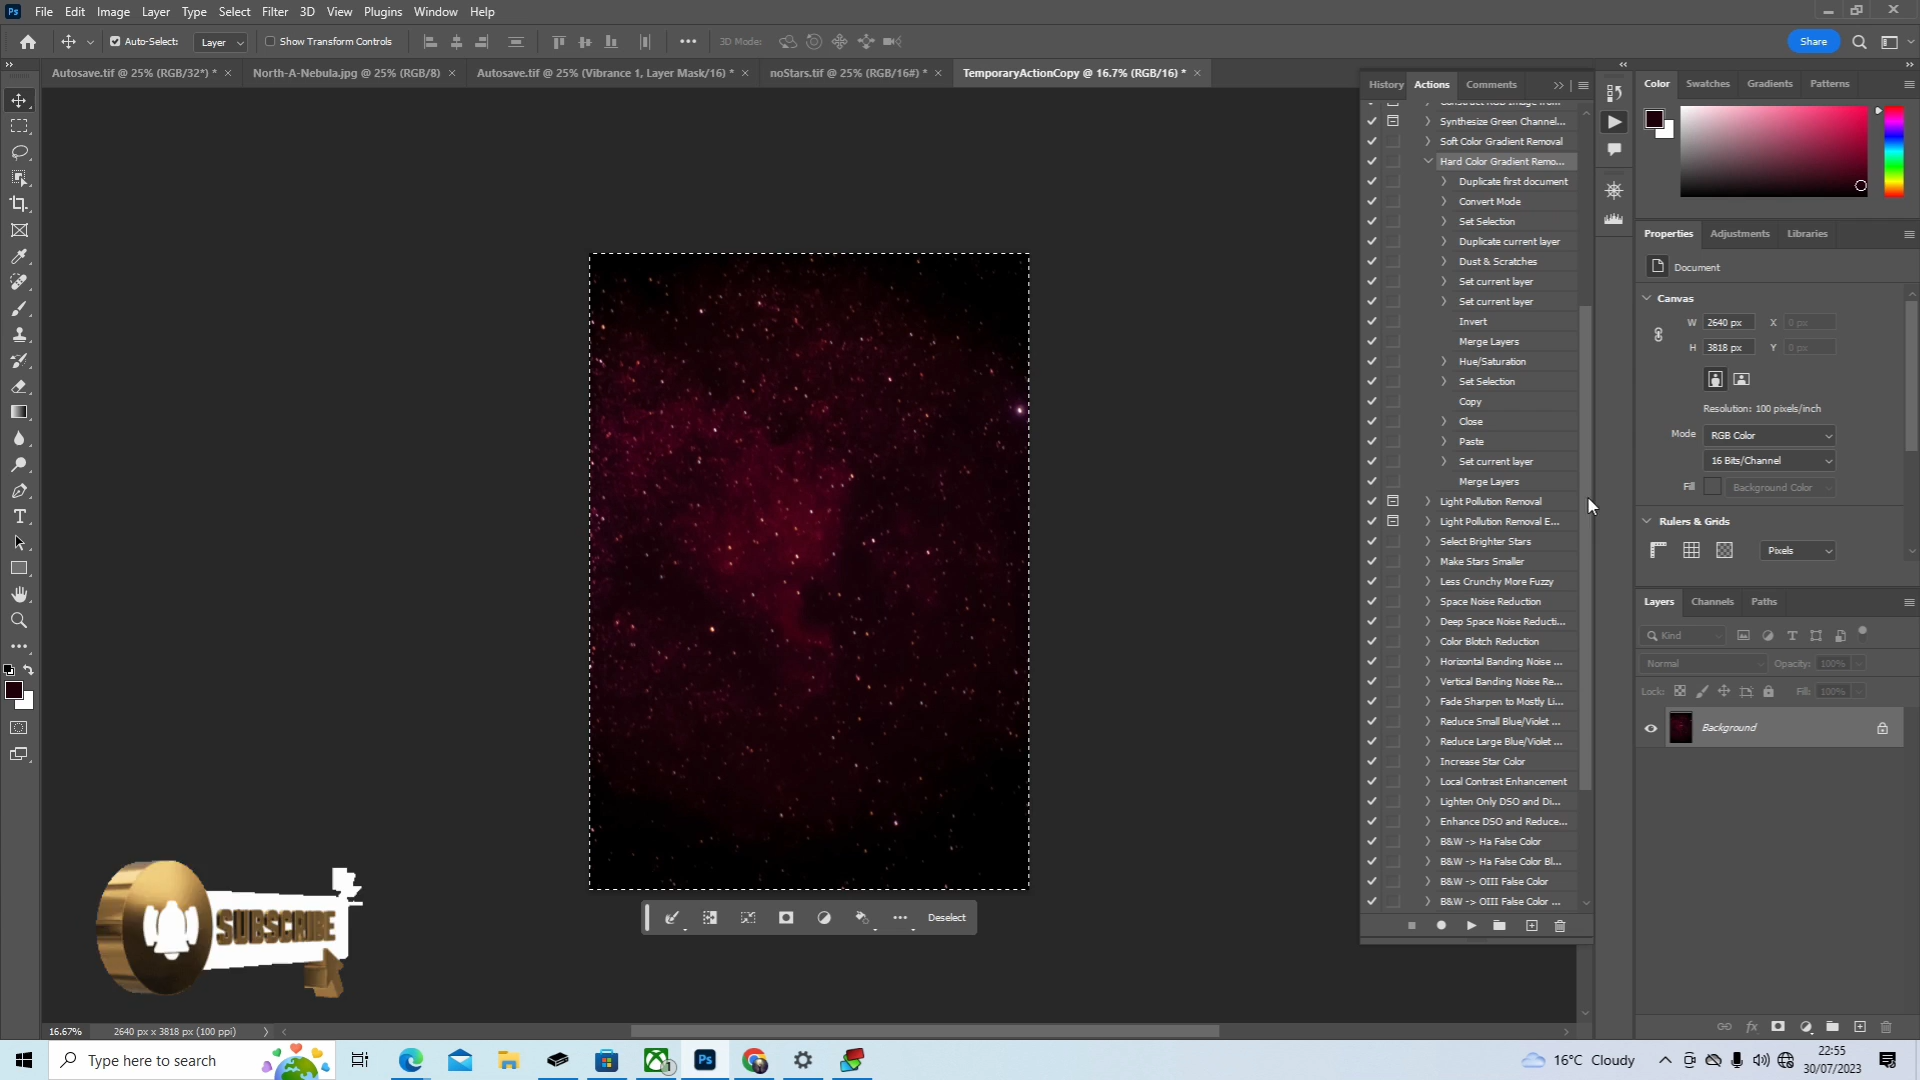 Ps File Edit Image Layer Type Select Filter 3D View Plugins Window Help
Auto-Select: Layer Show Transform Controls 3D Mode: Share
Autosave.tif @ 25% (RGB/32*) * × North-A-Nebula.jpg @ 25% (RGB/8) × Autosave.tif @ 25% (Vibrance 1, Layer Mask/16) * × noStars.tif @ 25% (RGB/16#) * × TemporaryActionCopy @ 16.7% (RGB/16) * ×
History Actions Comments
Synthesize Green Channel...
Soft Color Gradient Removal
Hard Color Gradient Remo...
Duplicate first document
Convert Mode
Set Selection
Duplicate current layer
Dust & Scratches
Set current layer
Set current layer
Invert
Merge Layers
Hue/Saturation
Set Selection
Copy
Close
Paste
Set current layer
Merge Layers
Light Pollution Removal
Light Pollution Removal E...
Select Brighter Stars
Make Stars Smaller
Less Crunchy More Fuzzy
Space Noise Reduction
Deep Space Noise Reducti...
Color Blotch Reduction
Horizontal Banding Noise ...
Vertical Banding Noise Re...
Fade Sharpen to Mostly Li...
Reduce Small Blue/Violet ...
Reduce Large Blue/Violet ...
Increase Star Color
Local Contrast Enhancement
Lighten Only DSO and Di...
Enhance DSO and Reduce...
B&W -> Ha False Color
B&W -> Ha False Color Bl...
B&W -> OIII False Color
B&W -> OIII False Color ...
Color Swatches Gradients Patterns
Properties Adjustments Libraries
Document
Canvas
W 2640 px X 0 px
H 3818 px Y 0 px
Resolution: 100 pixels/inch
Mode RGB Color
16 Bits/Channel
Fill Background Color
Rulers & Grids
Pixels
Layers Channels Paths
Kind
Normal Opacity: 100%
Lock: Fill: 100%
Background
fx
Deselect
SUBSCRIBE
16.67% 2640 px x 3818 px (100 ppi)
Type here to search
1
Ps
16°C Cloudy
22:55
30/07/2023